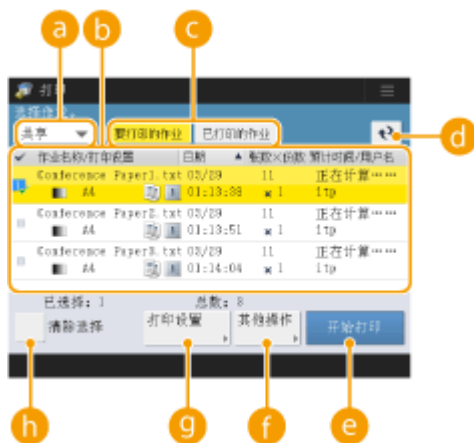 a b c
打印
选择作业。
共享 要打印的作业 已打印的作业
d
作业名称/打印设置 日期 张数×份数 预计时间/用户名
Conference Paper1.txt 03/29 11 正在计算……
A4 01:13:38 × 1 ltp
Conference Paper2.txt 03/29 11 正在计算……
A4 01:13:51 × 1 ltp
Conference Paper3.txt 03/29 11 正在计算……
A4 01:14:04 × 1 ltp
已选择: 1 总数: 8
清除选择 打印设置 其他操作 开始打印
h g f e